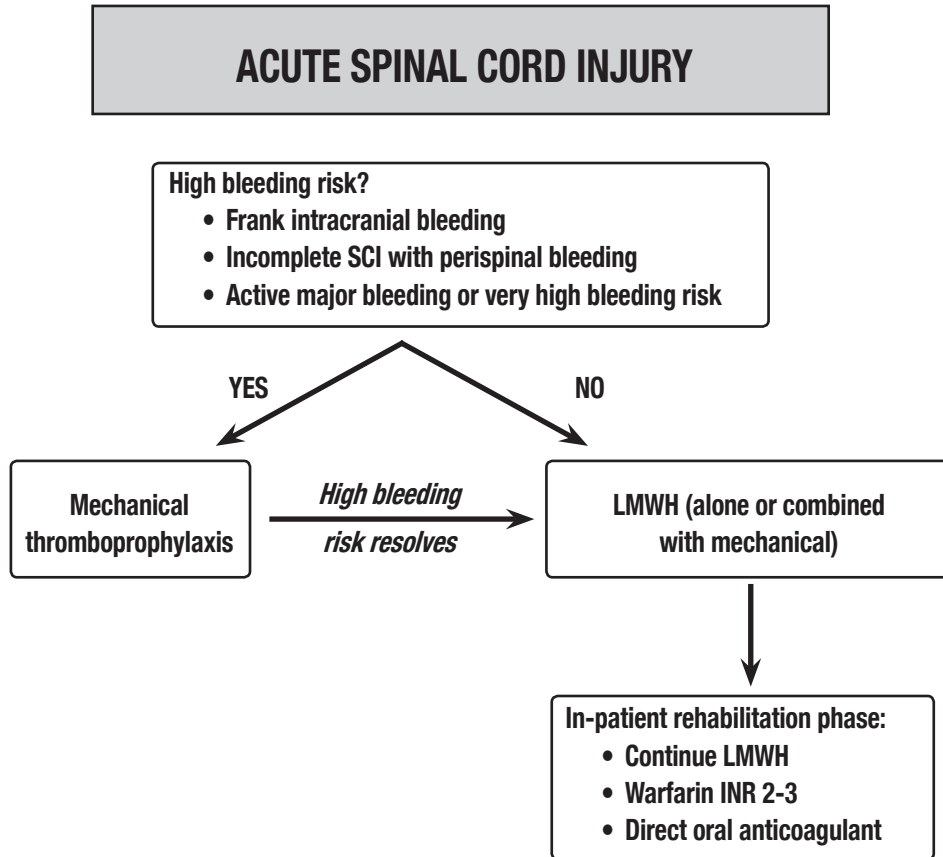 ACUTE SPINAL CORD INJURY
High bleeding risk?
• Frank intracranial bleeding
• Incomplete SCI with perispinal bleeding
• Active major bleeding or very high bleeding risk
YES
NO
Mechanical
thromboprophylaxis
High bleeding
risk resolves
LMWH (alone or combined
with mechanical)
In-patient rehabilitation phase:
• Continue LMWH
• Warfarin INR 2-3
• Direct oral anticoagulant